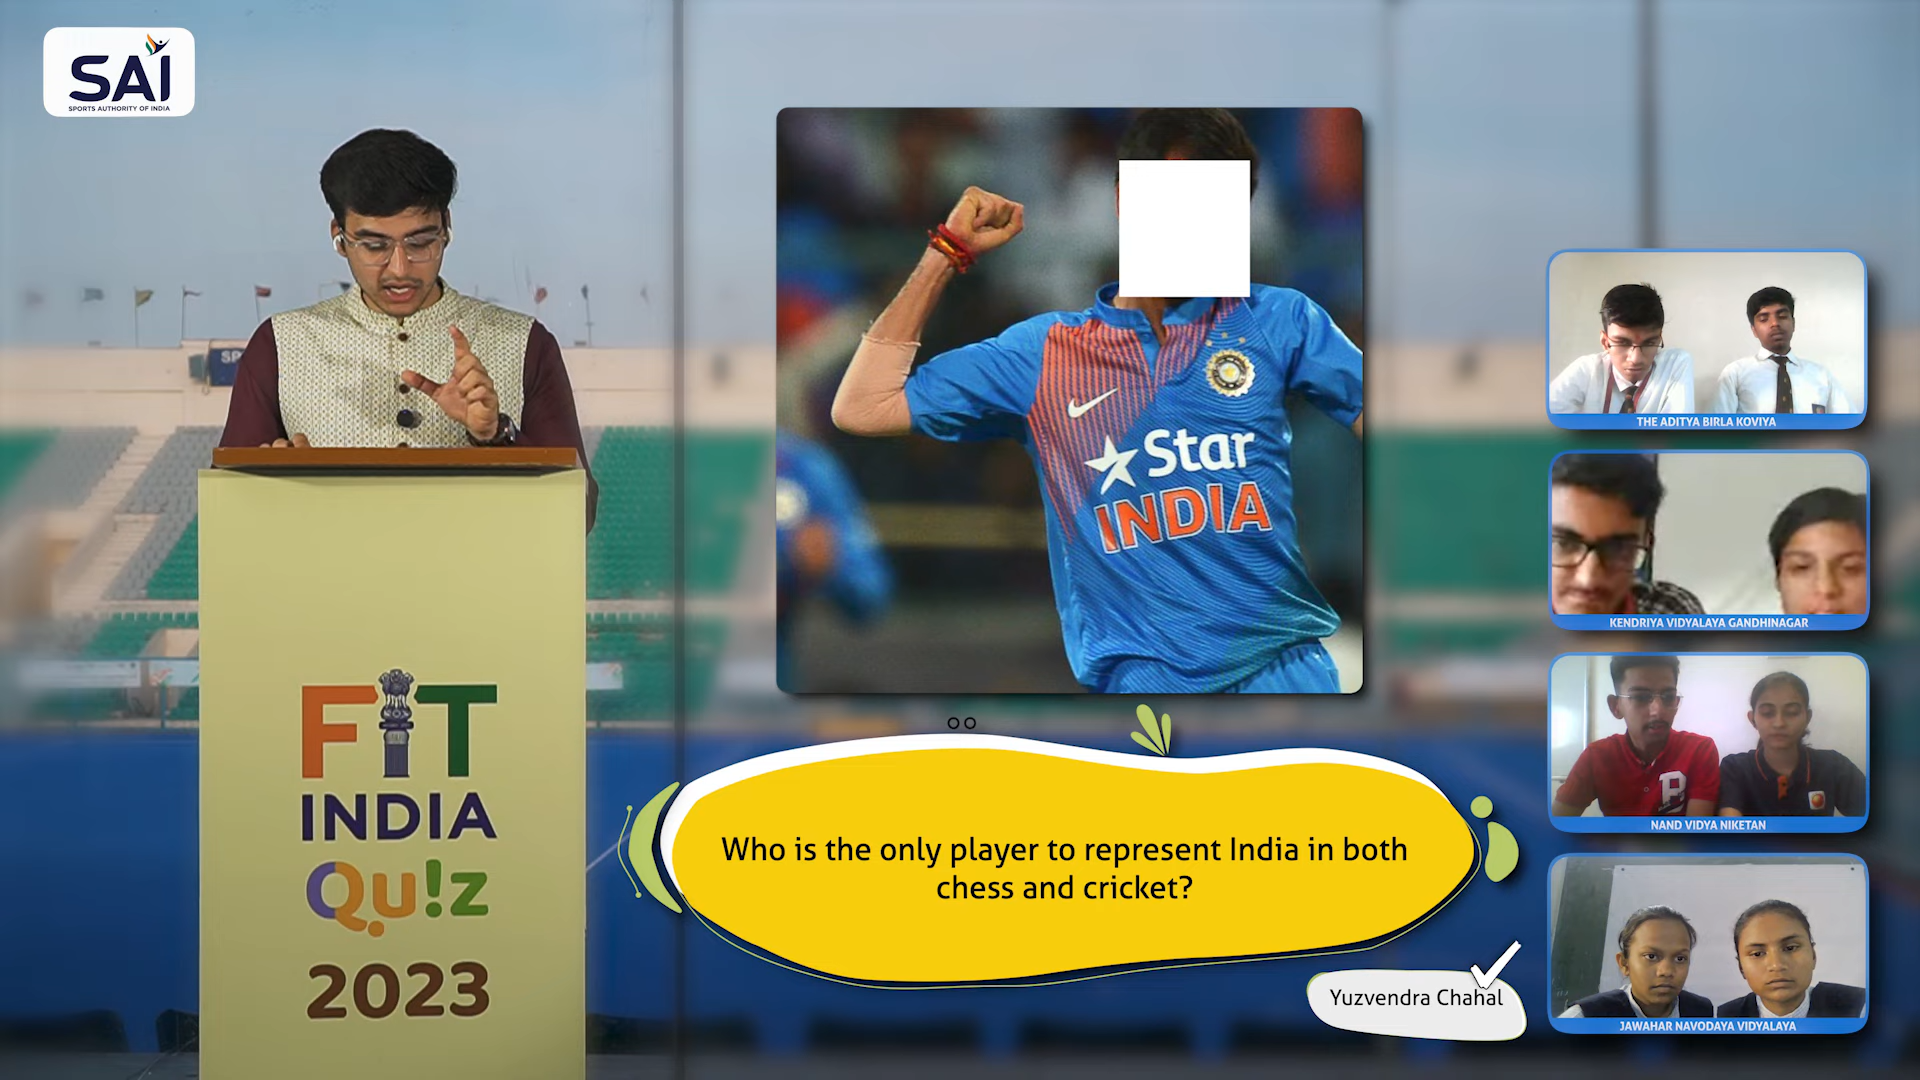 SAI
SPORTS AUTHORITY OF INDIA
SP
Star
INDIA
FIT
INDIA
Qu!z
2023
Who is the only player to represent India in both
chess and cricket?
Yuzvendra Chahal
THE ADITYA BIRLA KOVIYA
KENDRIYA VIDYALAYA GANDHINAGAR
NAND VIDYA NIKETAN
JAWAHAR NAVODAYA VIDYALAYA